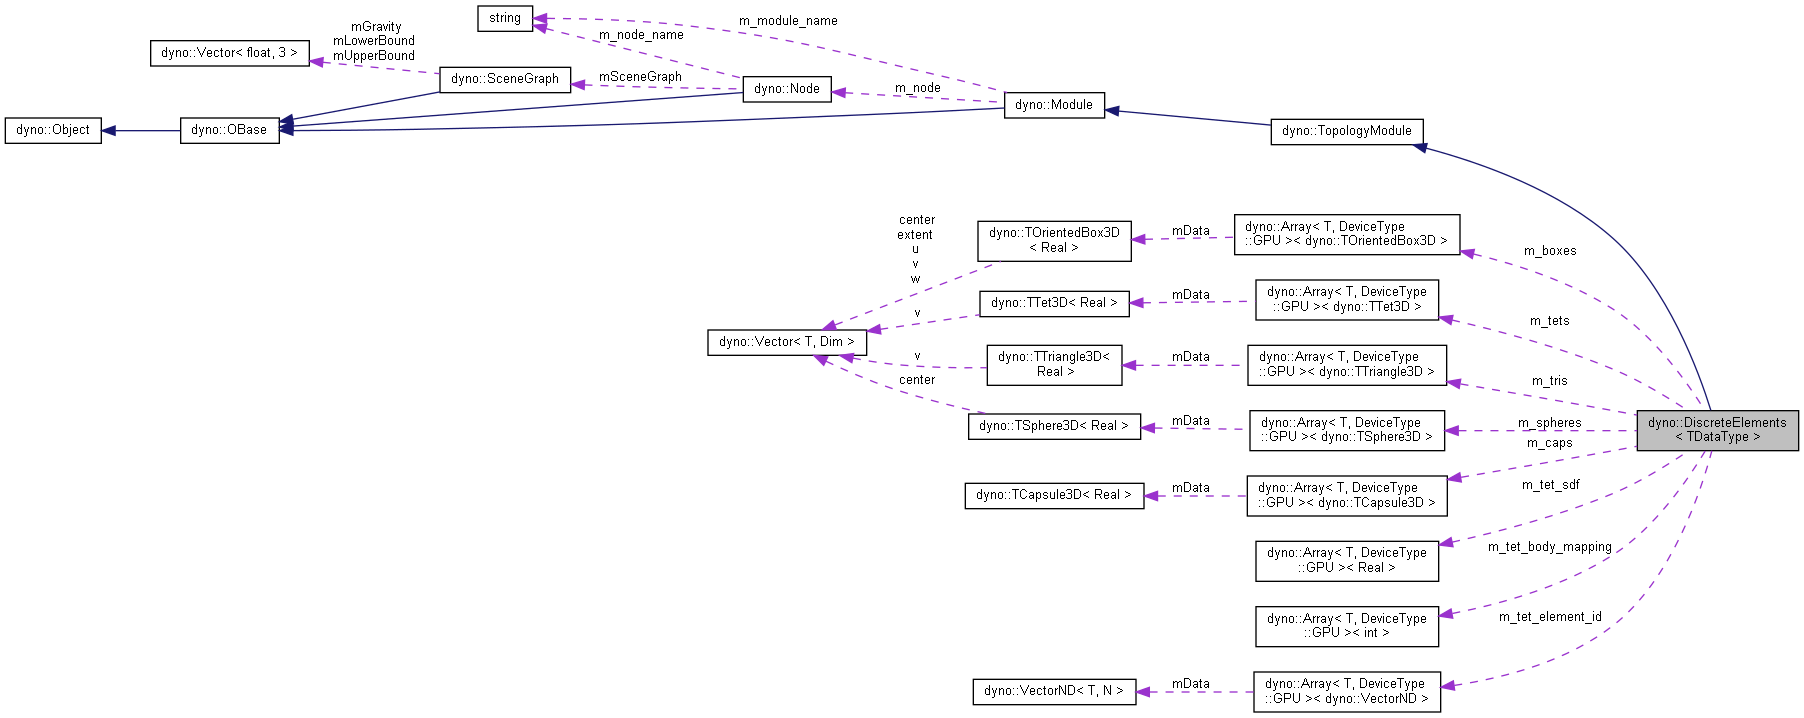 string
m_module_name
m_node_name
mGravity
mLowerBound
mUpperBound
dyno::Vector< float, 3 >
dyno::SceneGraph
mSceneGraph
dyno::Node
m_node
dyno::Module
dyno::Object
dyno::OBase
dyno::TopologyModule
center
extent
u
v
w
dyno::TOrientedBox3D
< Real >
mData
dyno::Array< T, DeviceType
::GPU >< dyno::TOrientedBox3D >
m_boxes
v
dyno::TTet3D< Real >
mData
dyno::Array< T, DeviceType
::GPU >< dyno::TTet3D >
m_tets
dyno::Vector< T, Dim >
v
dyno::TTriangle3D<
Real >
mData
dyno::Array< T, DeviceType
::GPU >< dyno::TTriangle3D >
m_tris
center
dyno::TSphere3D< Real >
mData
dyno::Array< T, DeviceType
::GPU >< dyno::TSphere3D >
m_spheres
dyno::DiscreteElements
< TDataType >
m_caps
dyno::TCapsule3D< Real >
mData
dyno::Array< T, DeviceType
::GPU >< dyno::TCapsule3D >
m_tet_sdf
dyno::Array< T, DeviceType
::GPU >< Real >
m_tet_body_mapping
dyno::Array< T, DeviceType
::GPU >< int >
m_tet_element_id
dyno::VectorND< T, N >
mData
dyno::Array< T, DeviceType
::GPU >< dyno::VectorND >